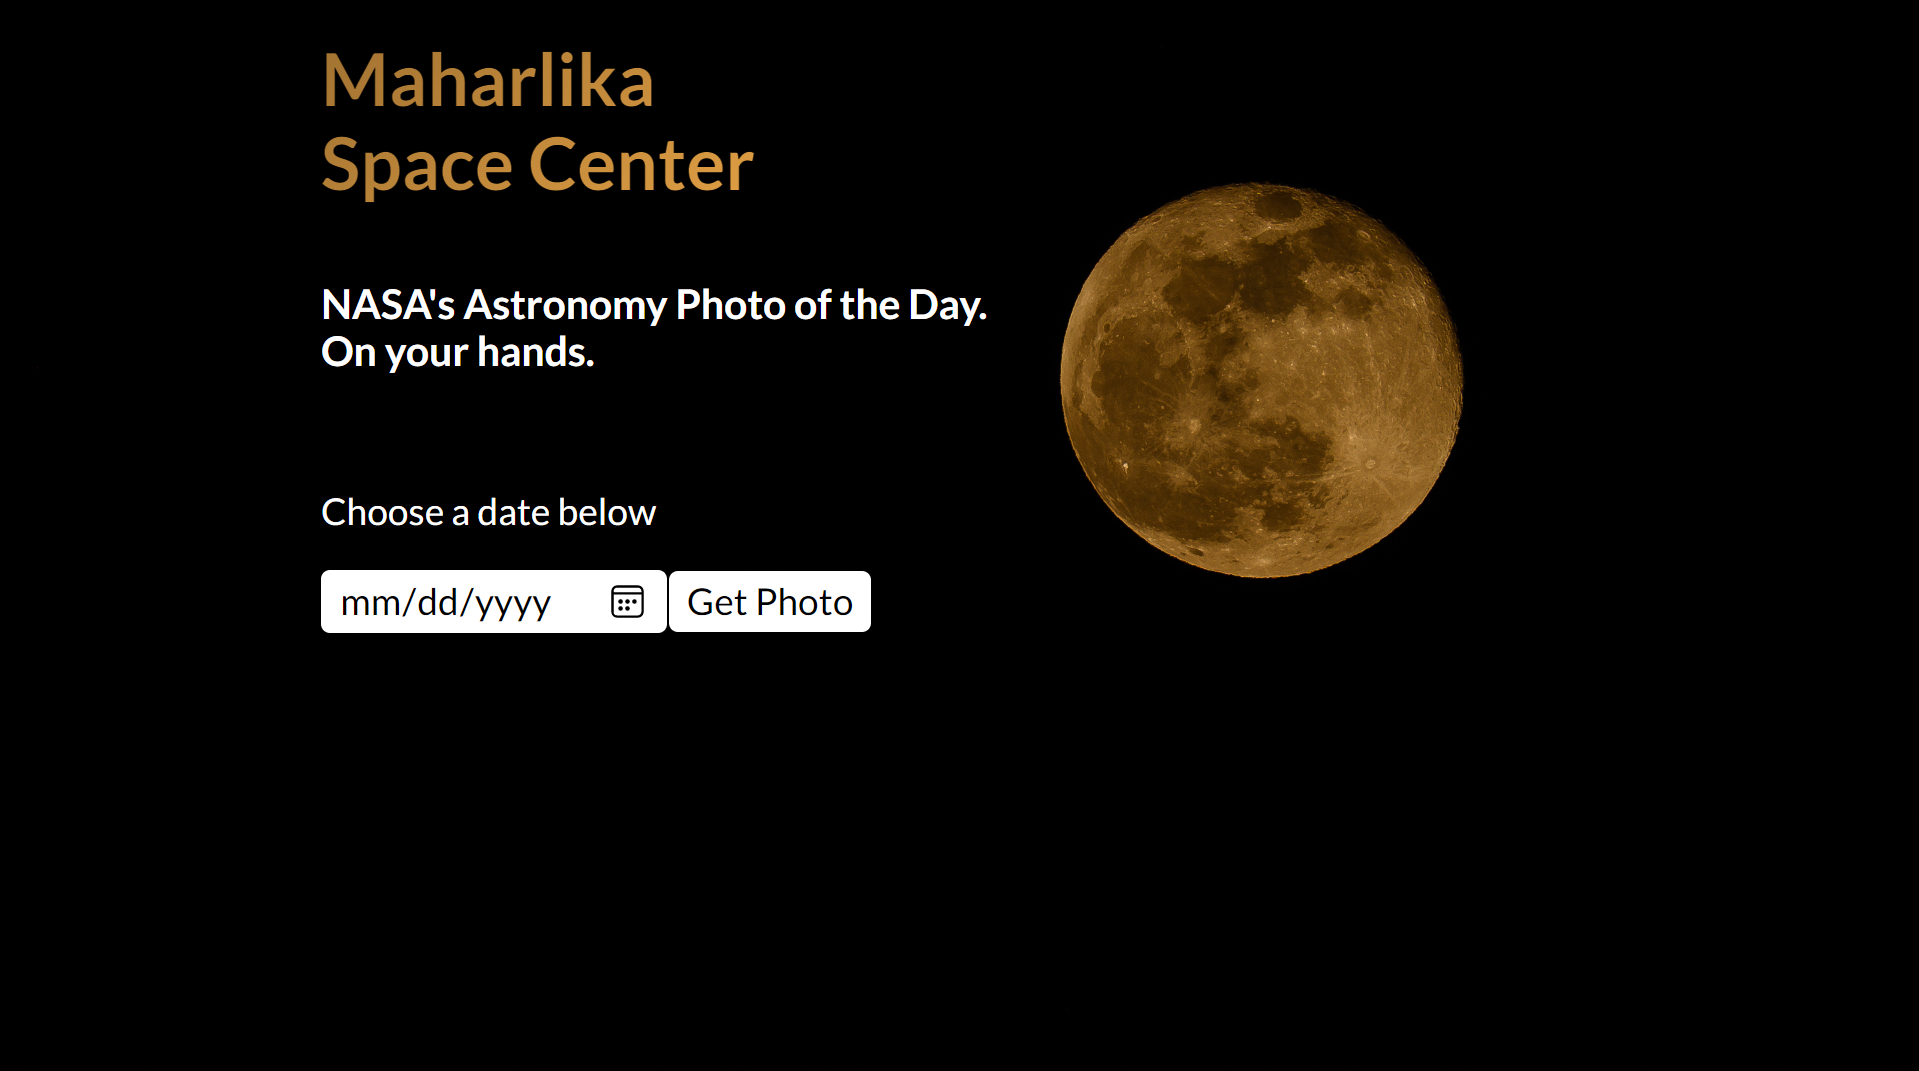 Maharlika
Space Center
NASA's Astronomy Photo of the Day.
On your hands.
Choose a date below
mm/dd/yyyy
Get Photo